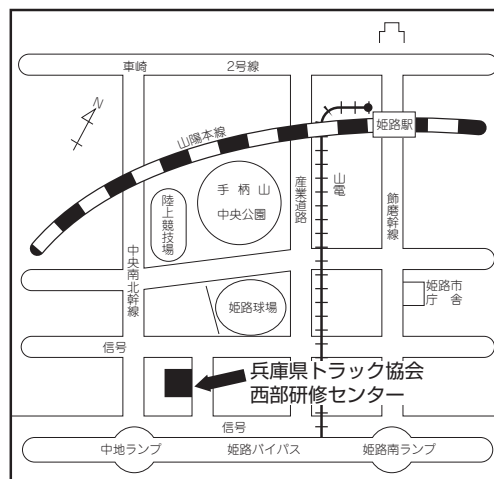 車崎
2号線
N
山陽本線
姫路駅
手柄山
中央公園
陸上競技場
産業道路
山電
飾磨幹線
中央南北幹線
姫路球場
姫路市
庁舎
信号
兵庫県トラック協会
西部研修センター
信号
中地ランプ
姫路バイパス
姫路南ランプ